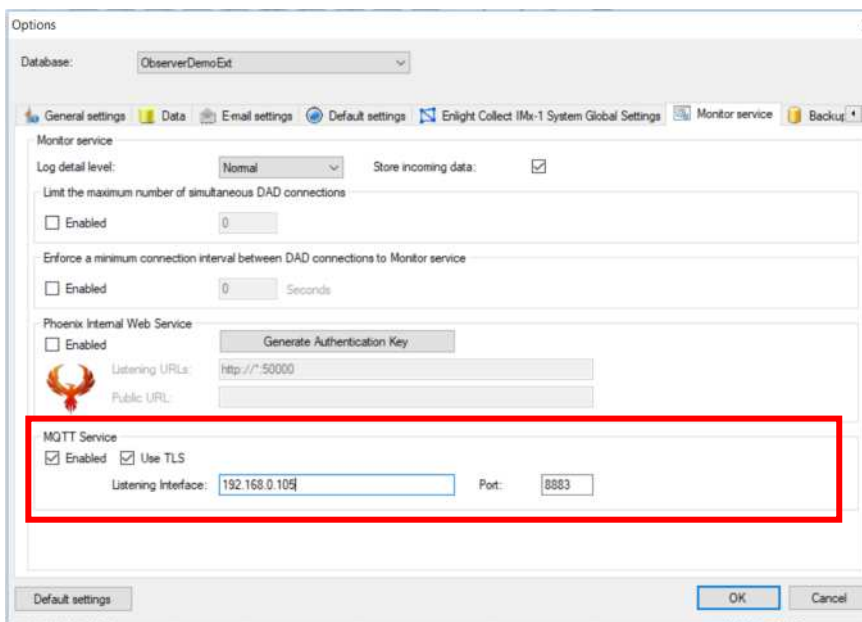 Options
Database: ObserverDemoExt
General settings Data E-mail settings Default settings Enlight Collect IMx-1 System Global Settings Monitor service Backup
Monitor service
Log detail level: Normal Store incoming data:
Limit the maximum number of simultaneous DAD connections
Enabled 0
Enforce a minimum connection interval between DAD connections to Monitor service
Enabled 0 Seconds
Phoenix Internal Web Service
Enabled Generate Authentication Key
Listening URLs: http://*:50000
Public URL:
MQTT Service
Enabled Use TLS
Listening Interface: 192.168.0.105 Port: 8883
Default settings OK Cancel